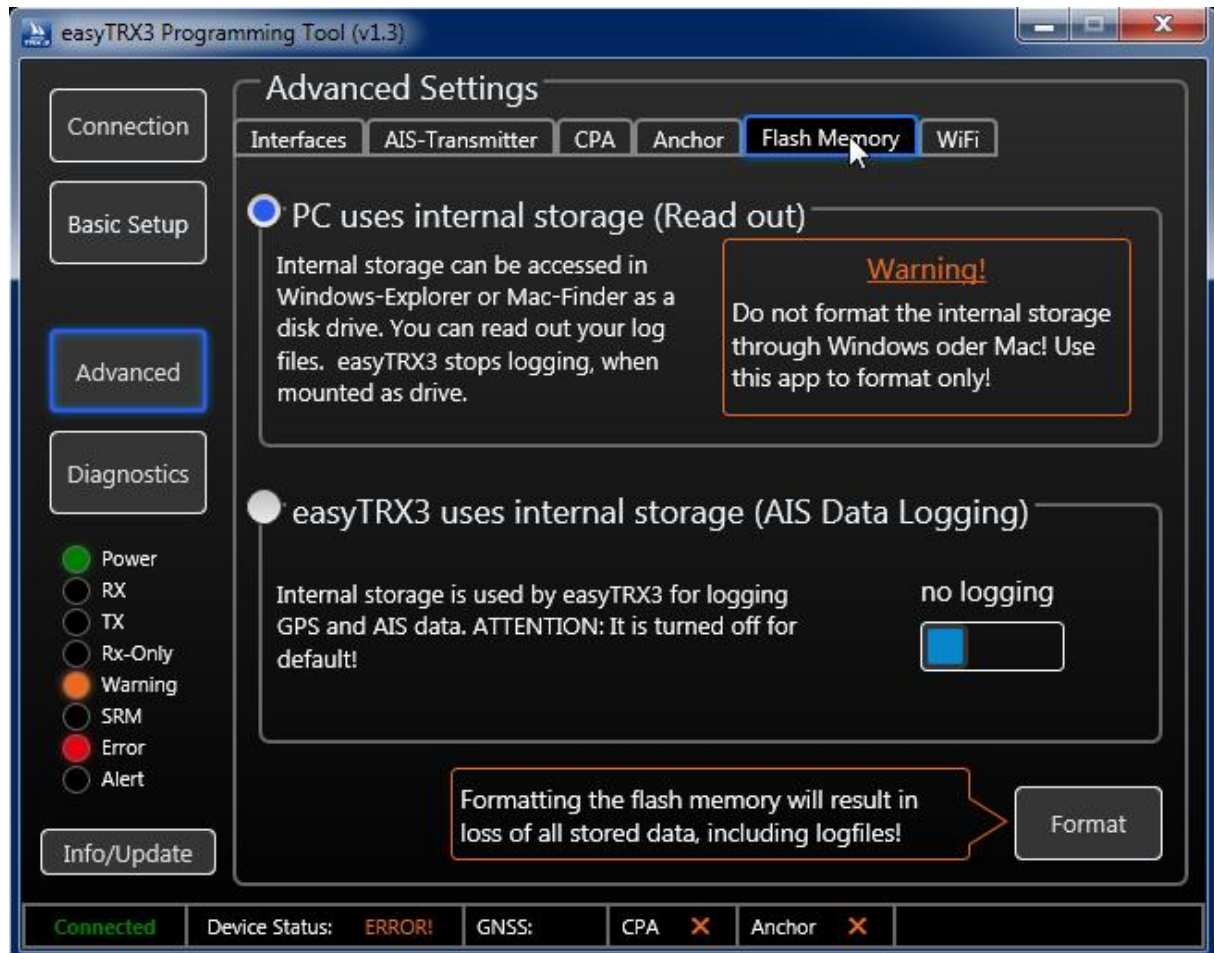 easyTRX3 Programming Tool (v1.3)
Connection
Basic Setup
Advanced
Diagnostics
Power
RX
TX
Rx-Only
Warning
SRM
Error
Alert
Info/Update
Advanced Settings
Interfaces
AIS-Transmitter
CPA
Anchor
Flash Memory
WiFi
PC uses internal storage (Read out)
Internal storage can be accessed in
Windows-Explorer or Mac-Finder as a
disk drive. You can read out your log
files. easyTRX3 stops logging, when
mounted as drive.
Warning!
Do not format the internal storage
through Windows oder Mac! Use
this app to format only!
easyTRX3 uses internal storage (AIS Data Logging)
Internal storage is used by easyTRX3 for logging
GPS and AIS data. ATTENTION: It is turned off for
default!
no logging
Formatting the flash memory will result in
loss of all stored data, including logfiles!
Format
Connected
Device Status: ERROR!
GNSS:
CPA
Anchor